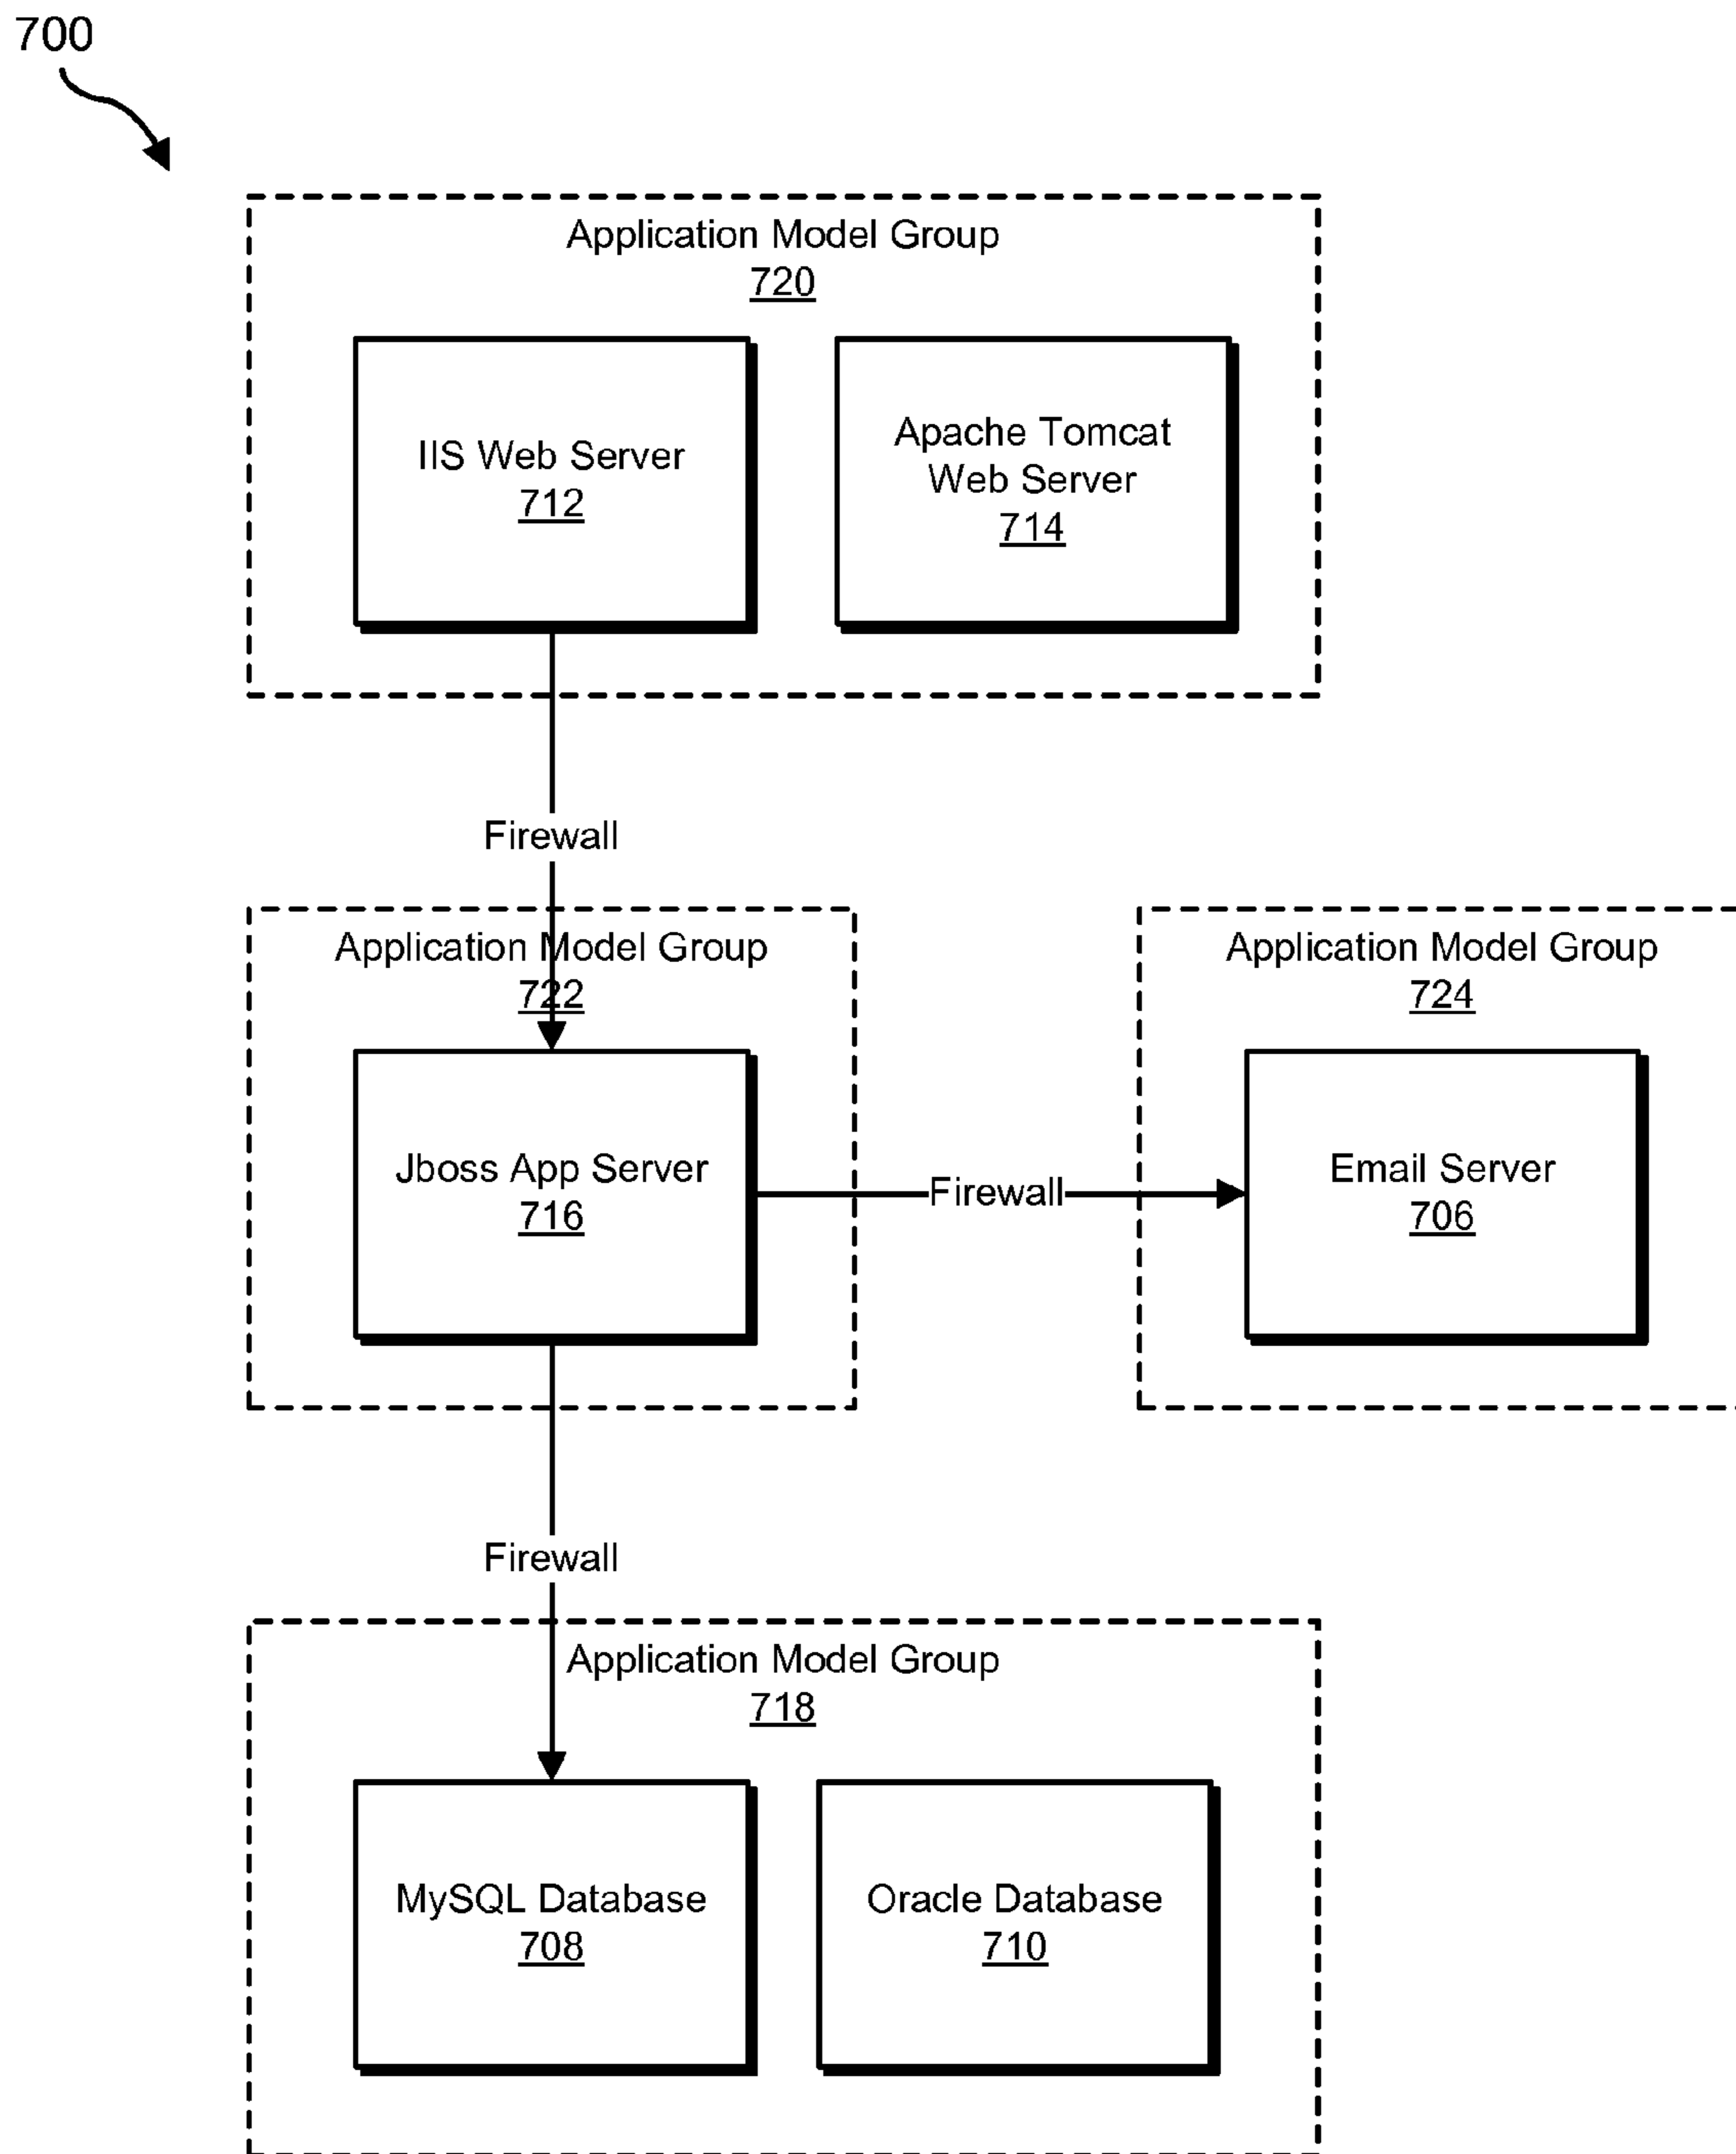 700
Application Model Group
720
IIS Web Server
712
Apache Tomcat
Web Server
714
Firewall
Application Model Group
722
Application Model Group
724
Jboss App Server
716
Firewall
Email Server
706
Firewall
Application Model Group
718
MySQL Database
708
Oracle Database
710